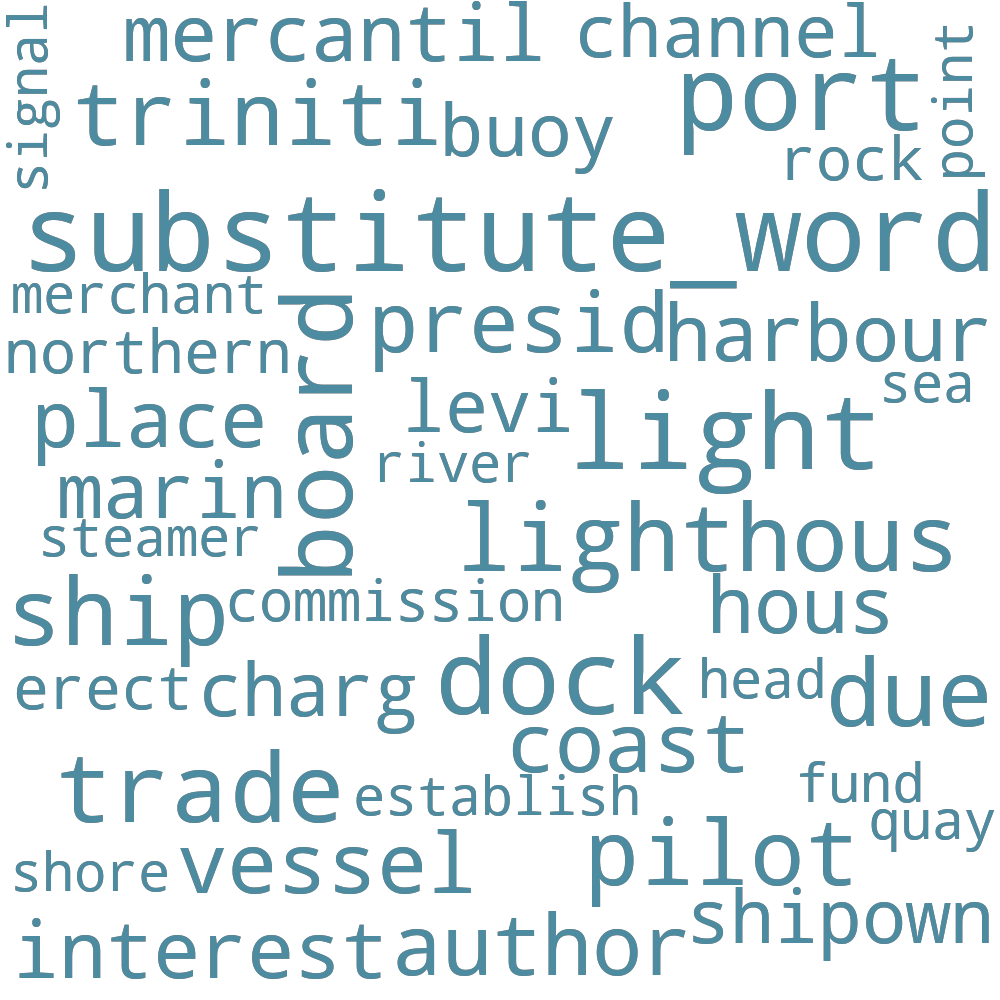 signal
mercantil
channel
point
triniti
buoy
port
rock
substitute_word
merchant
board
presid
harbour
northern
sea
place
levi
light
river
marin
steamer
lighthous
ship
commission
hous
erect
charg
dock
head
due
coast
trade
establish
fund
quay
shore
vessel
pilot
shipown
interest
author